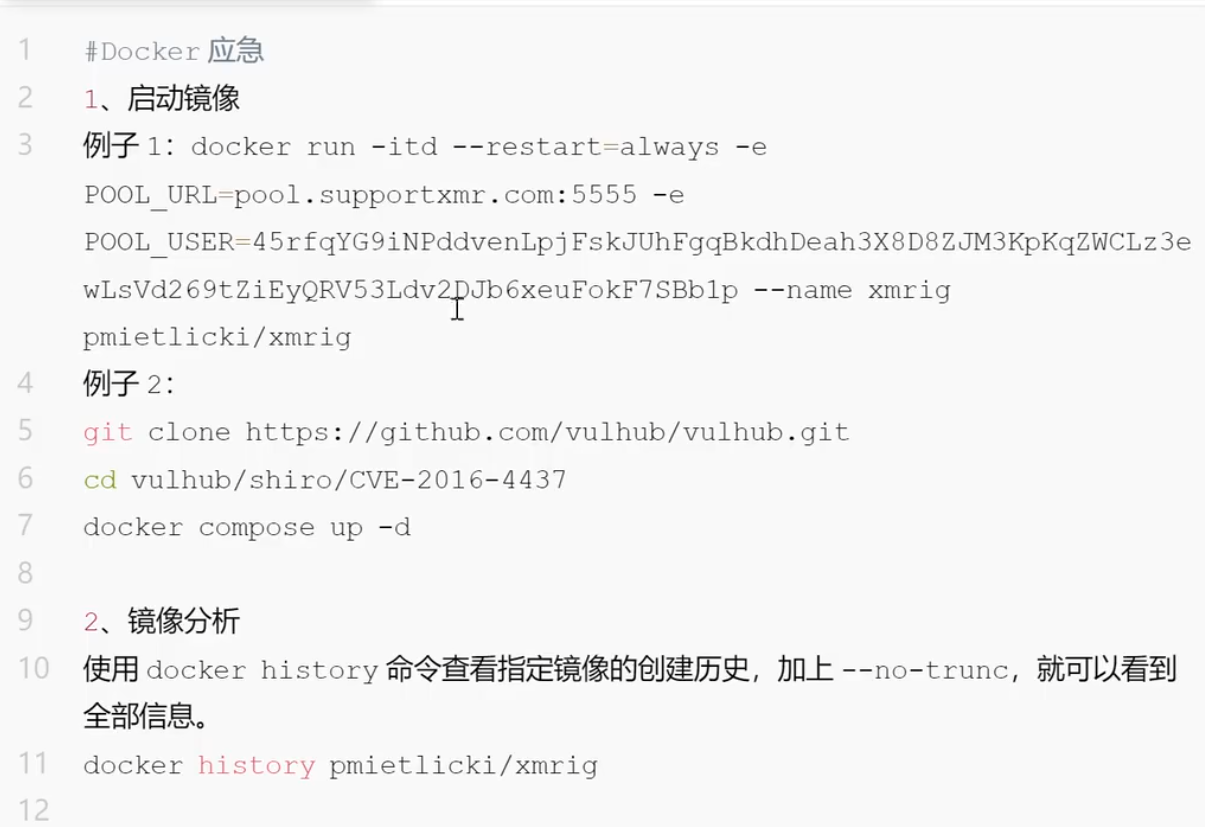 1 #Docker 应急
2 1、启动镜像
3 例子 1：docker run -itd --restart=always -e
POOL_URL=pool.supportxmr.com:5555 -e
POOL_USER=45rfqYG9iNPddvenLpjFskJUhFgqBkdhDeah3X8D8ZJM3KpKqZWCLz3e
wLsVd269tZiEyQRV53Ldv2DJb6xeuFokF7SBb1p --name xmrig
pmietlicki/xmrig
4 例子 2：
5 git clone https://github.com/vulhub/vulhub.git
6 cd vulhub/shiro/CVE-2016-4437
7 docker compose up -d
8
9 2、镜像分析
10 使用 docker history 命令查看指定镜像的创建历史，加上 --no-trunc，就可以看到
全部信息。
11 docker history pmietlicki/xmrig
12